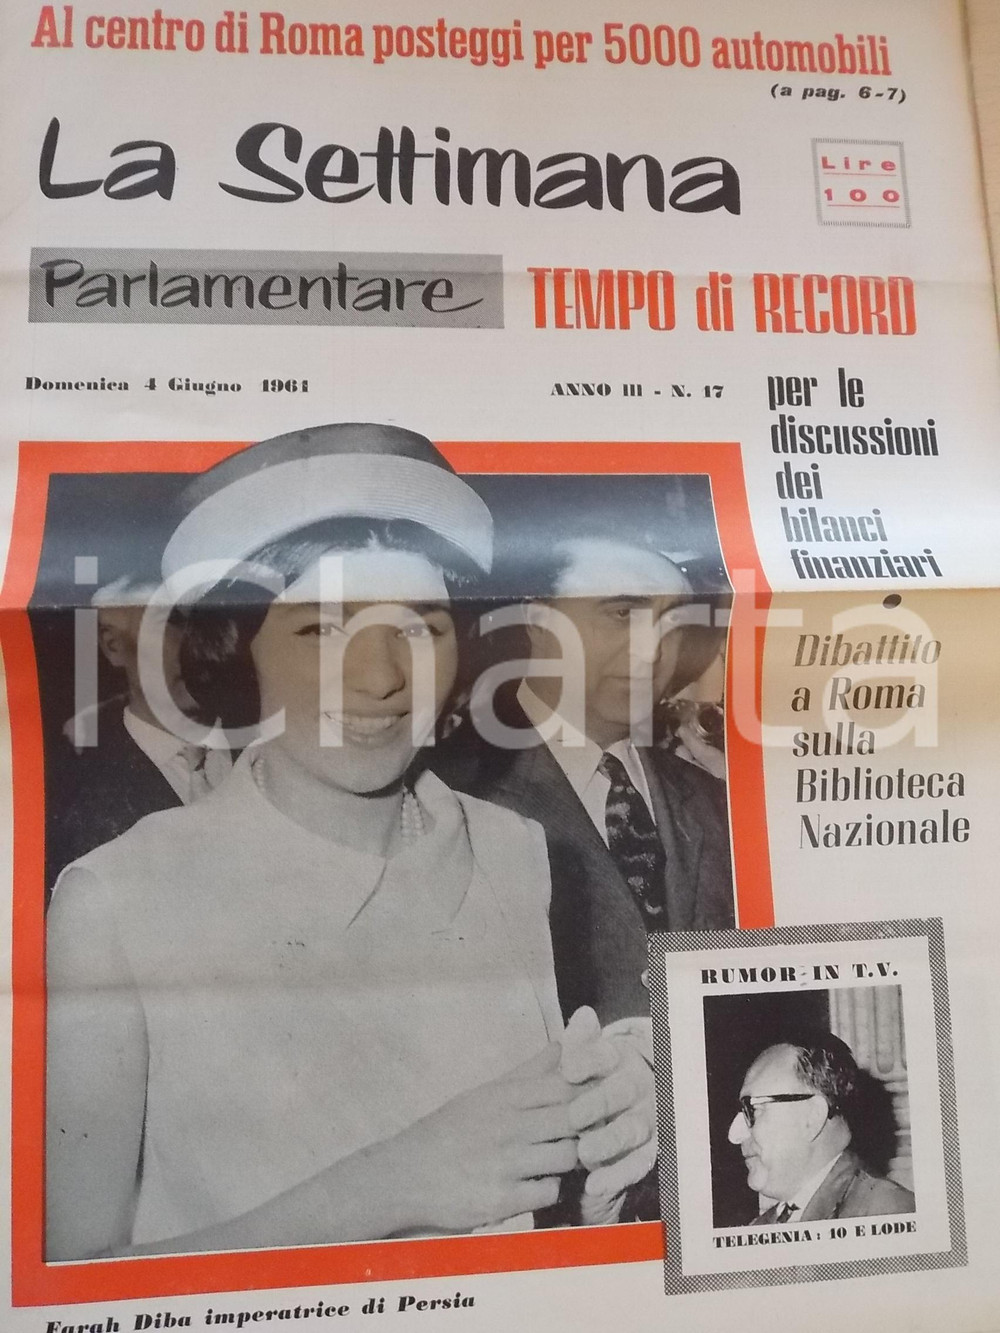 Al centro di Roma posteggi per 5000 automobili
(a pag. 6-7)
La Settimana
Lire
100
Parlamentare
TEMPO di RECORD
Domenica 4 Giugno 1961
ANNO III - N. 17
per le
discussioni
dei
bilanci
finanziari
Dibattito
a Roma
sulla
Biblioteca
Nazionale
iCharta
RUMOR IN T.V.
TELEGENIA: 10 E LODE
Farah Diba imperatrice di Persia